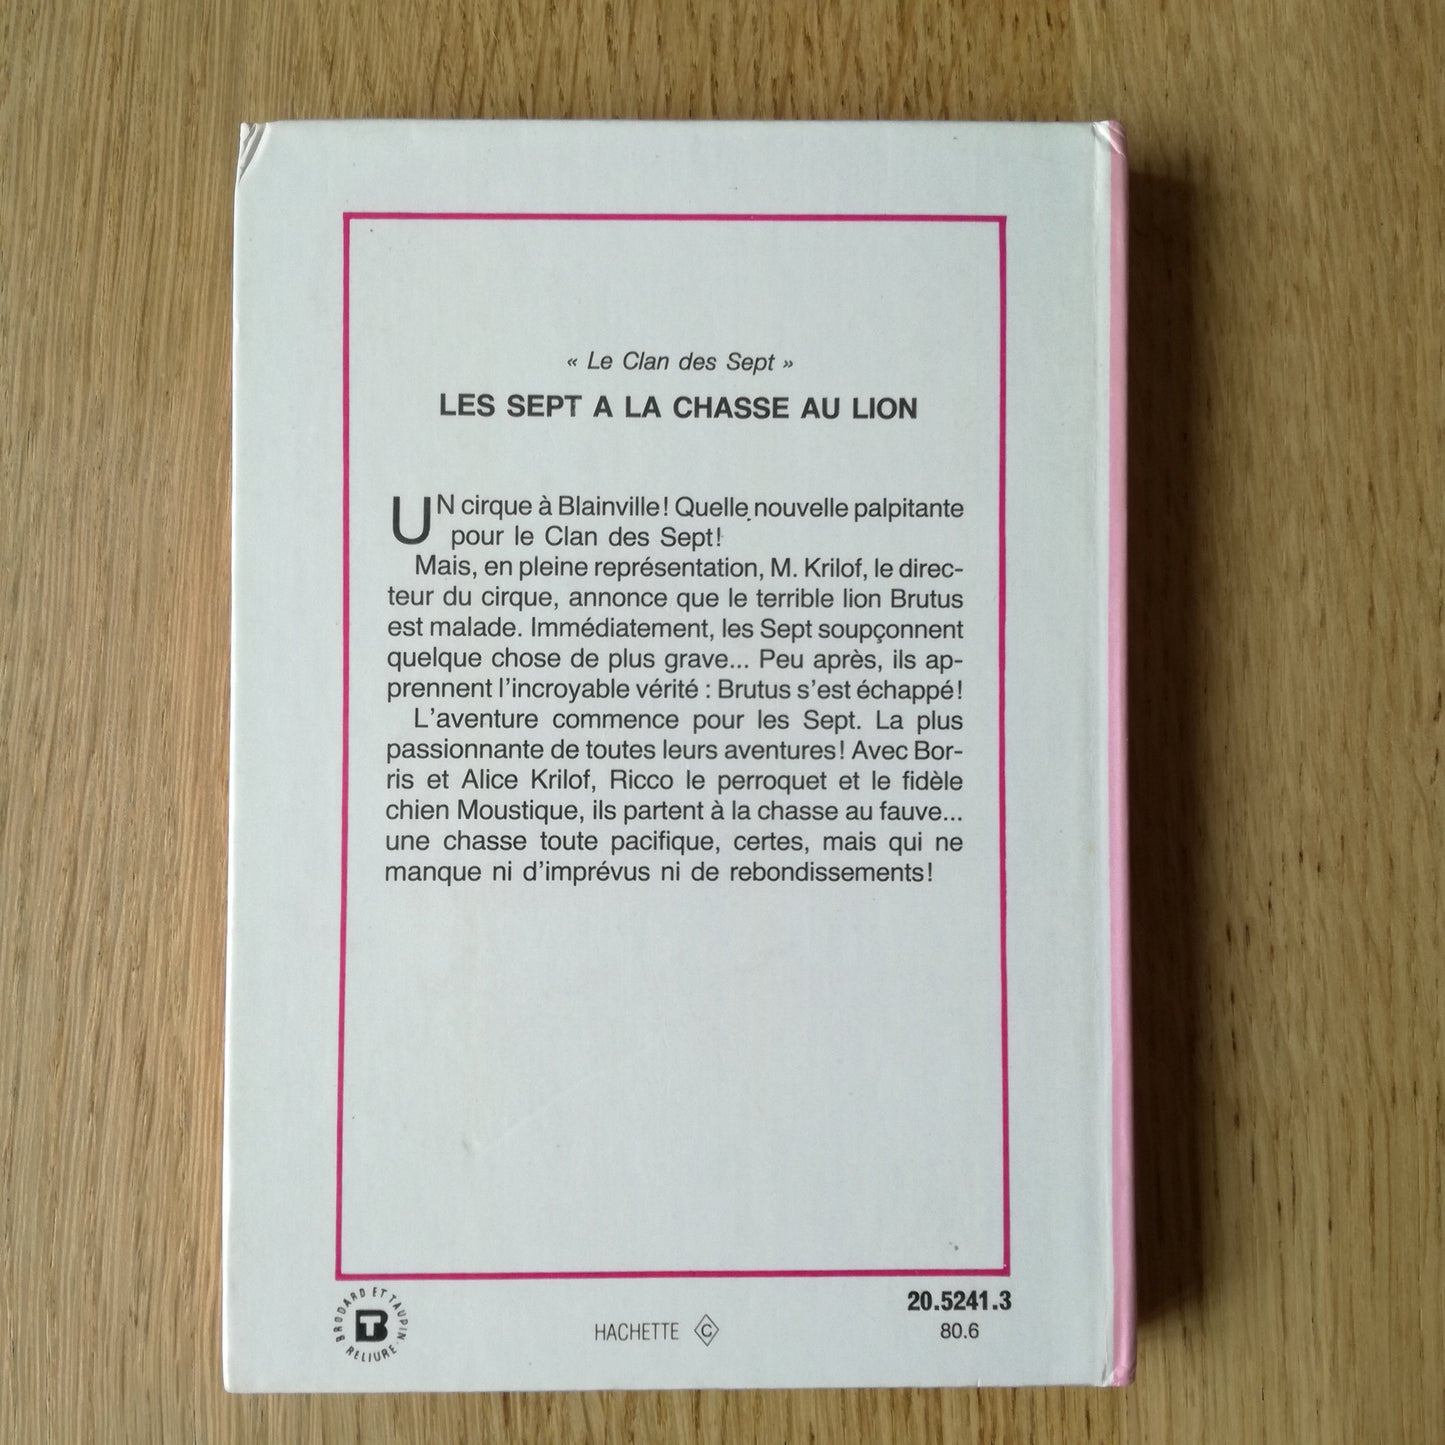 « Le Clan des Sept »
LES SEPT A LA CHASSE AU LION
UN cirque à Blainville! Quelle nouvelle palpitante
pour le Clan des Sept!
Mais, en pleine représentation, M. Krilof, le direc-
teur du cirque, annonce que le terrible lion Brutus
est malade. Immédiatement, les Sept soupçonnent
quelque chose de plus grave... Peu après, ils ap-
prennent l'incroyable vérité : Brutus s'est échappé!
L'aventure commence pour les Sept. La plus
passionnante de toutes leurs aventures! Avec Bor-
ris et Alice Krilof, Ricco le perroquet et le fidèle
chien Moustique, ils partent à la chasse au fauve...
une chasse toute pacifique, certes, mais qui ne
manque ni d'imprévus ni de rebondissements!
BRODARD ET TAUPIN
BT
RELIURE
HACHETTE C
20.5241.3
80.6